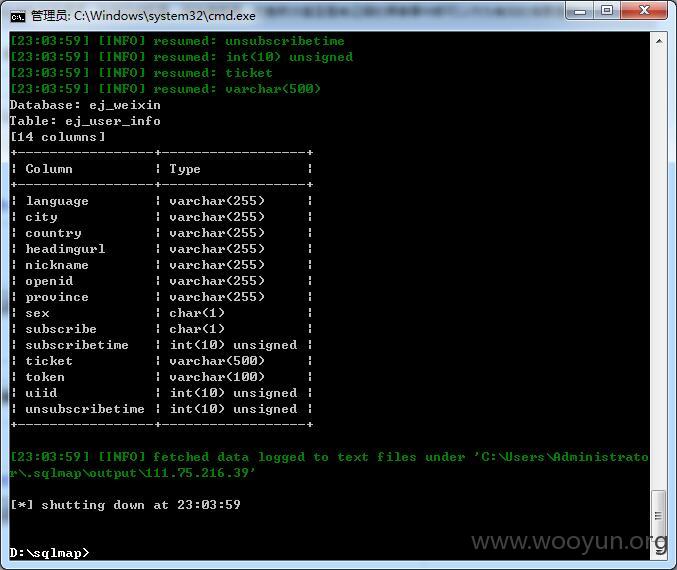 管理员: C:\Windows\system32\cmd.exe
[23:03:59] [INFO] resumed: unsubscribetime
[23:03:59] [INFO] resumed: int(10) unsigned
[23:03:59] [INFO] resumed: ticket
[23:03:59] [INFO] resumed: varchar(500)
Database: ej_weixin
Table: ej_user_info
[14 columns]
+-----------------+------------------+
| Column          | Type             |
+-----------------+------------------+
| language        | varchar(255)     |
| city            | varchar(255)     |
| country         | varchar(255)     |
| headimgurl      | varchar(255)     |
| nickname        | varchar(255)     |
| openid          | varchar(255)     |
| province        | varchar(255)     |
| sex             | char(1)          |
| subscribe       | char(1)          |
| subscribetime   | int(10) unsigned |
| ticket          | varchar(500)     |
| token           | varchar(100)     |
| uiid            | int(10) unsigned |
| unsubscribetime | int(10) unsigned |
+-----------------+------------------+
[23:03:59] [INFO] fetched data logged to text files under 'C:\Users\Administrato
r\.sqlmap\output\111.75.216.39'
[*] shutting down at 23:03:59
D:\sqlmap>
www.wooyun.org